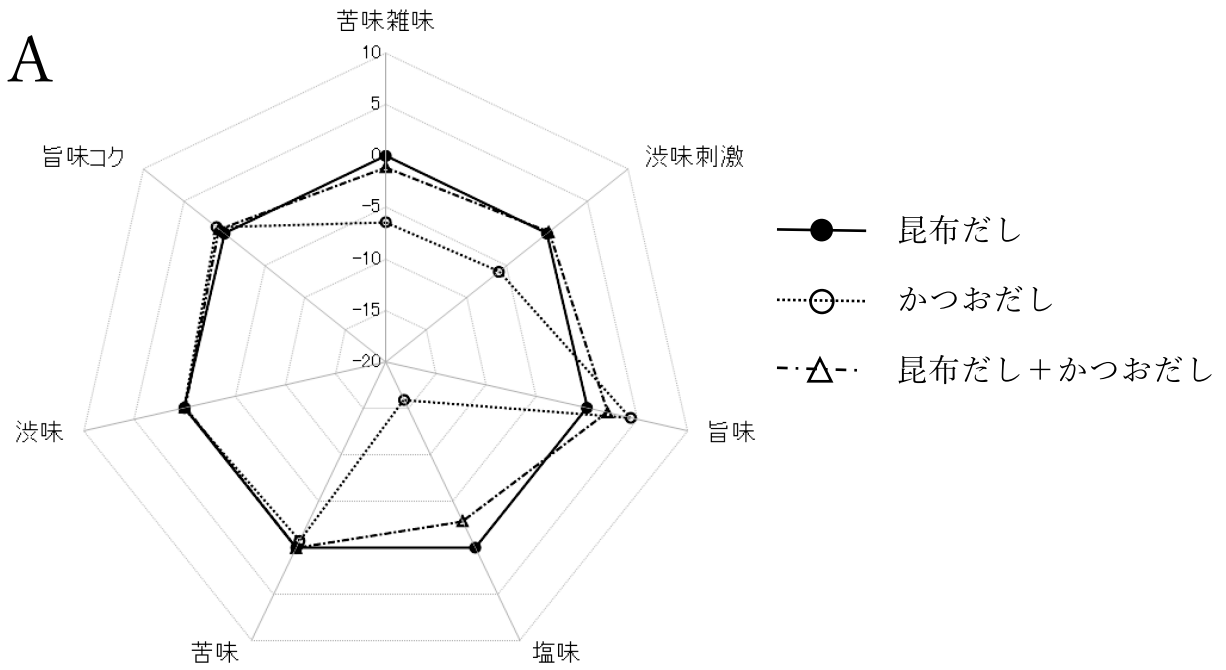 A
苦味雑味
10
5
0
-5
-10
-15
-20
旨味コク
渋味刺激
渋味
旨味
苦味
塩味
昆布だし
かつおだし
昆布だし＋かつおだし